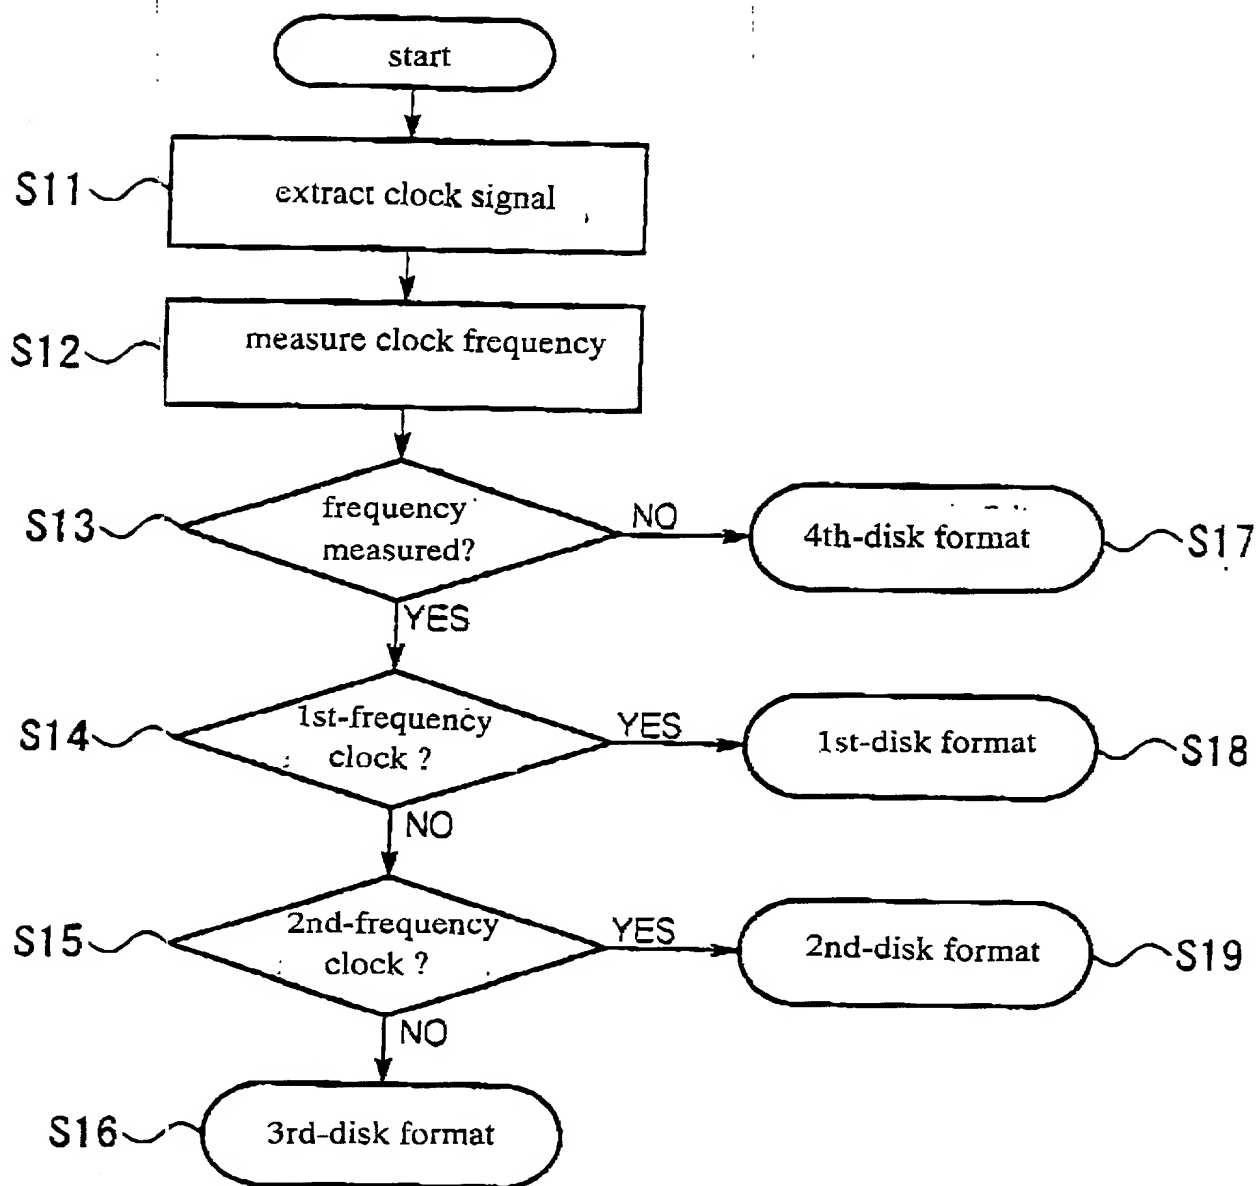 start
S11
extract clock signal
S12
measure clock frequency
S13
frequency
measured?
NO
4th-disk format
S17
YES
S14
1st-frequency
clock ?
YES
1st-disk format
S18
NO
S15
2nd-frequency
clock ?
YES
2nd-disk format
S19
NO
S16
3rd-disk format